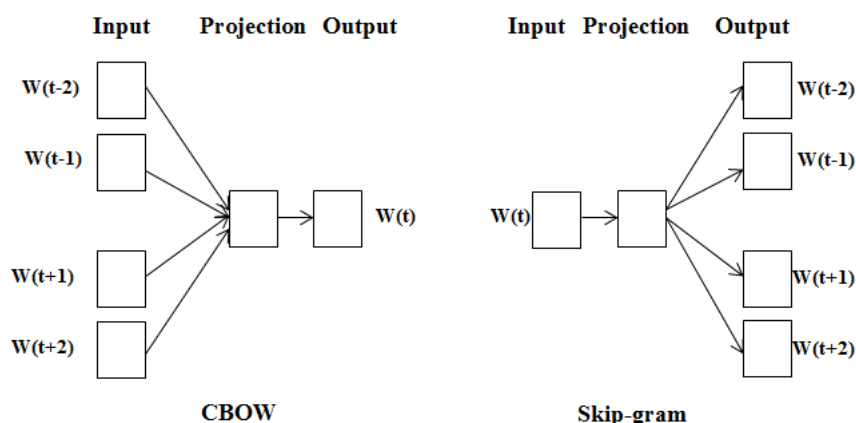 Input Projection Output
W(t-2)
W(t-1)
W(t)
W(t+1)
W(t+2)
CBOW
Input Projection Output
W(t-2)
W(t-1)
W(t)
W(t+1)
W(t+2)
Skip-gram